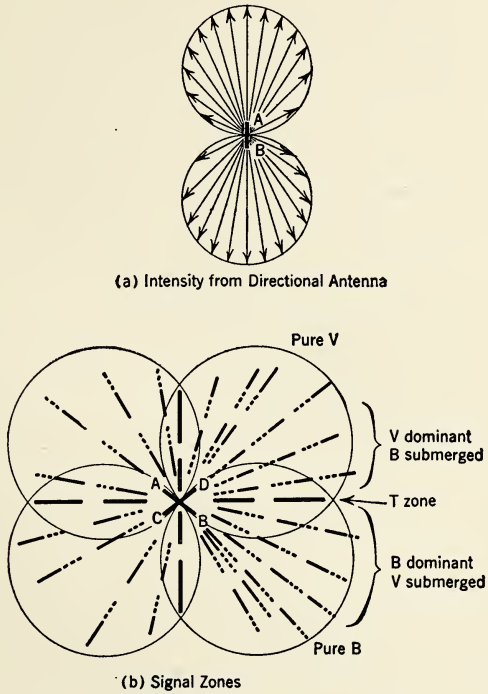 A
B
(a) Intensity from Directional Antenna
Pure V
V dominant
B submerged
A
D
T zone
C
B
B dominant
V submerged
Pure B
(b) Signal Zones